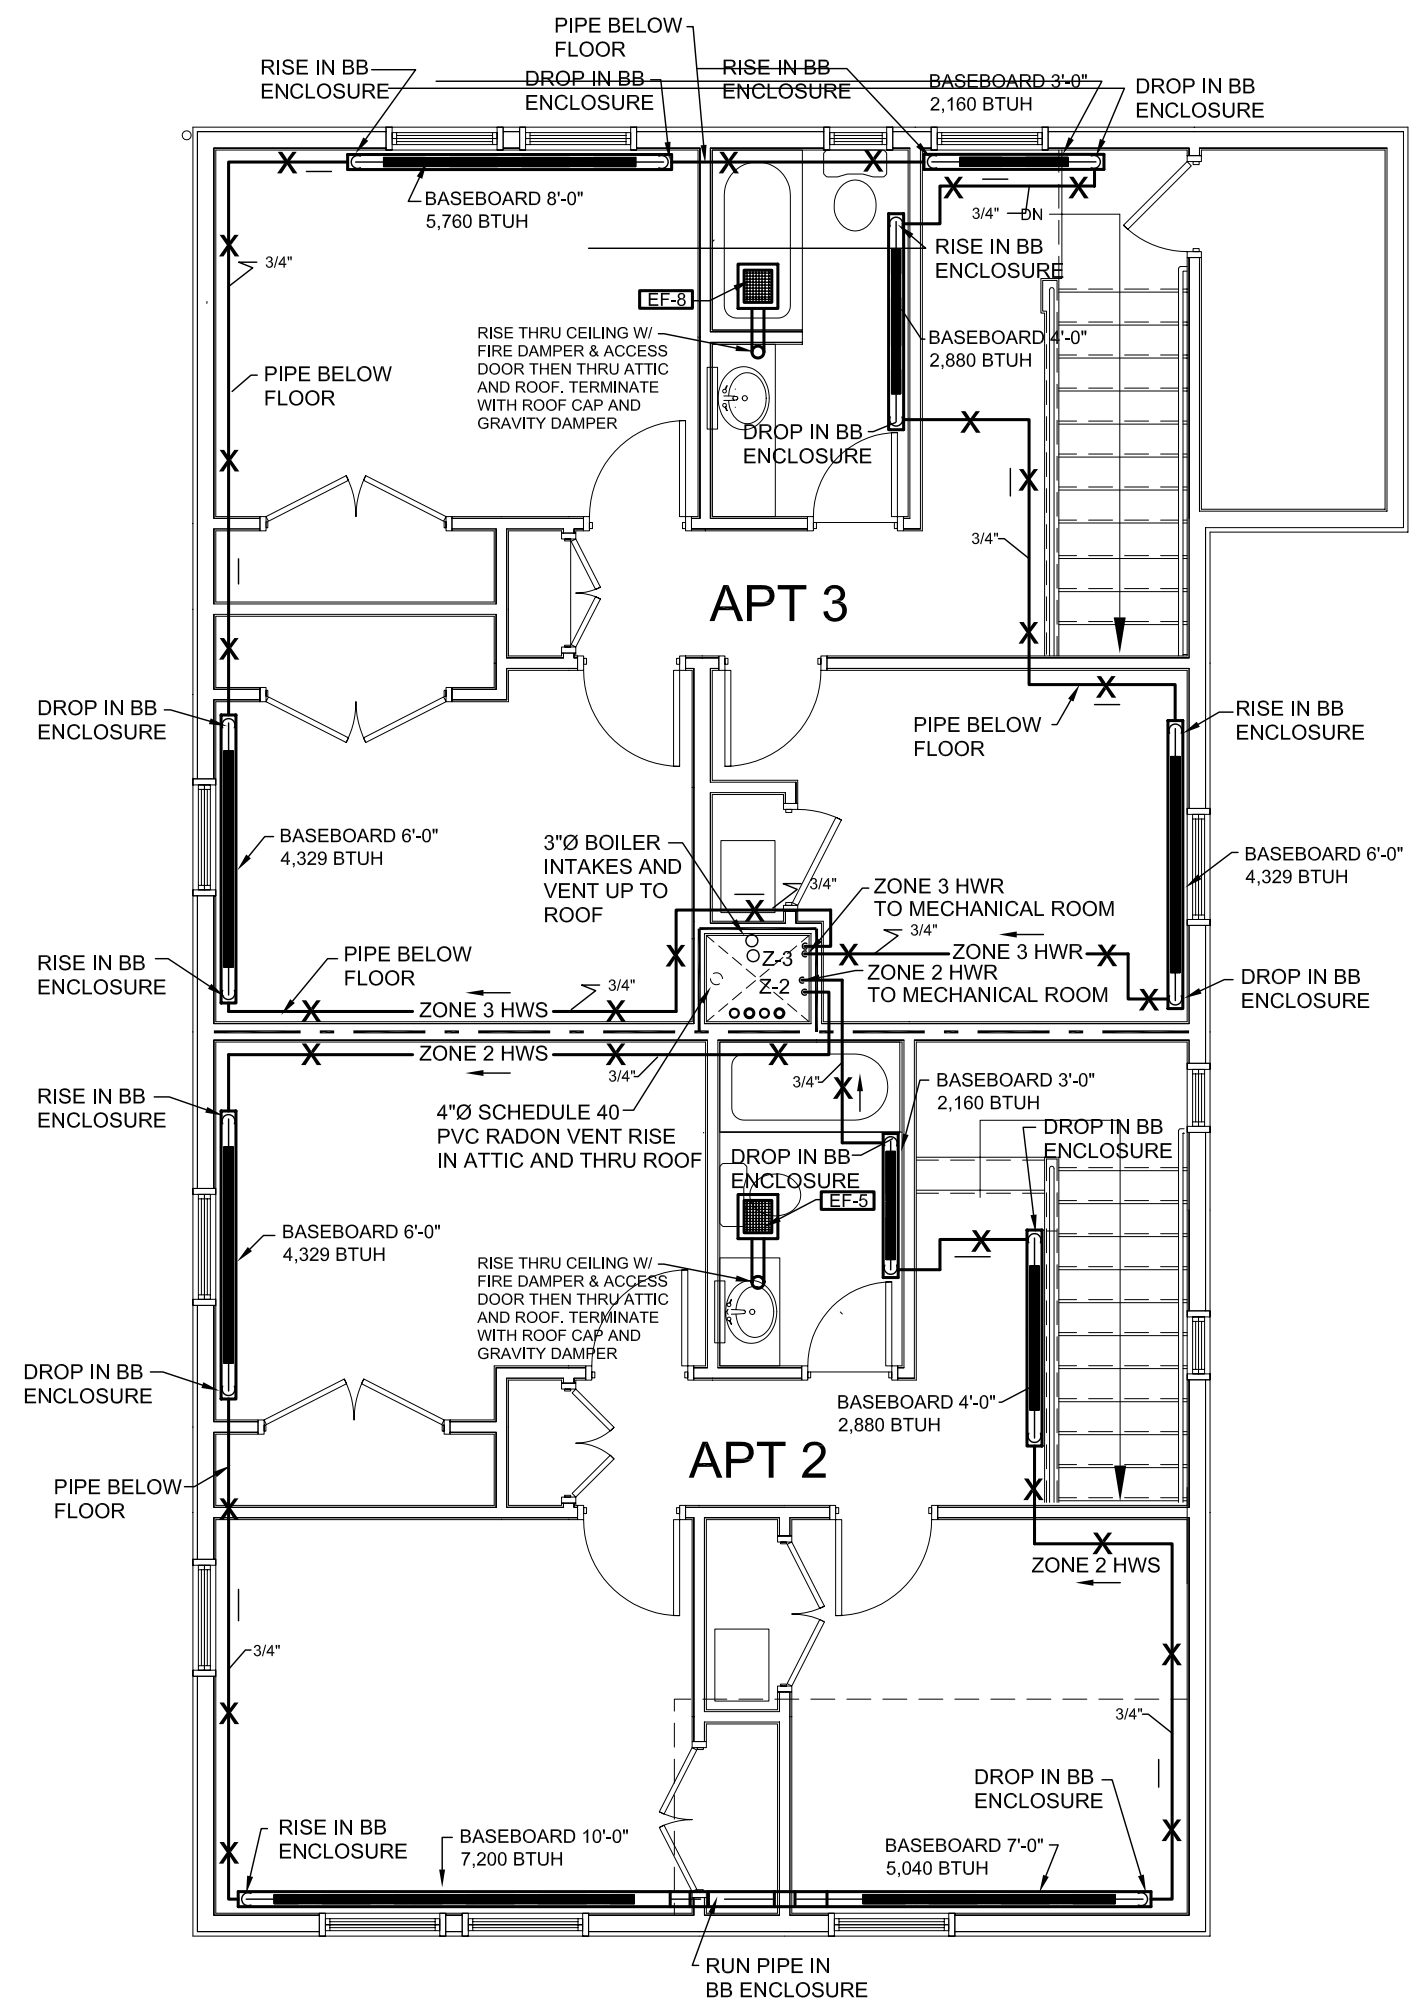 PIPE BELOW
FLOOR
RISE IN BB
ENCLOSURE
DROP IN BB
ENCLOSURE
RISE IN BB
ENCLOSURE
BASEBOARD 3'-0"
2,160 BTUH
DROP IN BB
ENCLOSURE
BASEBOARD 8'-0"
5,760 BTUH
3/4"
DN
3/4"
RISE IN BB
ENCLOSURE
EF-8
RISE THRU CEILING W/
FIRE DAMPER & ACCESS
DOOR THEN THRU ATTIC
AND ROOF. TERMINATE
WITH ROOF CAP AND
GRAVITY DAMPER
BASEBOARD 4'-0"
2,880 BTUH
PIPE BELOW
FLOOR
DROP IN BB
ENCLOSURE
3/4"
APT 3
DROP IN BB
ENCLOSURE
PIPE BELOW
FLOOR
RISE IN BB
ENCLOSURE
BASEBOARD 6'-0"
4,329 BTUH
3"Ø BOILER
INTAKES AND
VENT UP TO
ROOF
3/4"
ZONE 3 HWR
TO MECHANICAL ROOM
BASEBOARD 6'-0"
4,329 BTUH
3/4"
RISE IN BB
ENCLOSURE
PIPE BELOW
FLOOR
Z-3
ZONE 3 HWR
ZONE 2 HWR
TO MECHANICAL ROOM
Z-2
DROP IN BB
ENCLOSURE
3/4"
ZONE 3 HWS
ZONE 2 HWS
3/4"
3/4"
RISE IN BB
ENCLOSURE
4"Ø SCHEDULE 40
PVC RADON VENT RISE
IN ATTIC AND THRU ROOF
BASEBOARD 3'-0"
2,160 BTUH
DROP IN BB
ENCLOSURE
DROP IN BB
ENCLOSURE
EF-5
BASEBOARD 6'-0"
4,329 BTUH
RISE THRU CEILING W/
FIRE DAMPER & ACCESS
DOOR THEN THRU ATTIC
AND ROOF. TERMINATE
WITH ROOF CAP AND
GRAVITY DAMPER
DROP IN BB
ENCLOSURE
BASEBOARD 4'-0"
2,880 BTUH
APT 2
PIPE BELOW
FLOOR
ZONE 2 HWS
3/4"
3/4"
RISE IN BB
ENCLOSURE
BASEBOARD 10'-0"
7,200 BTUH
DROP IN BB
ENCLOSURE
BASEBOARD 7'-0"
5,040 BTUH
RUN PIPE IN
BB ENCLOSURE